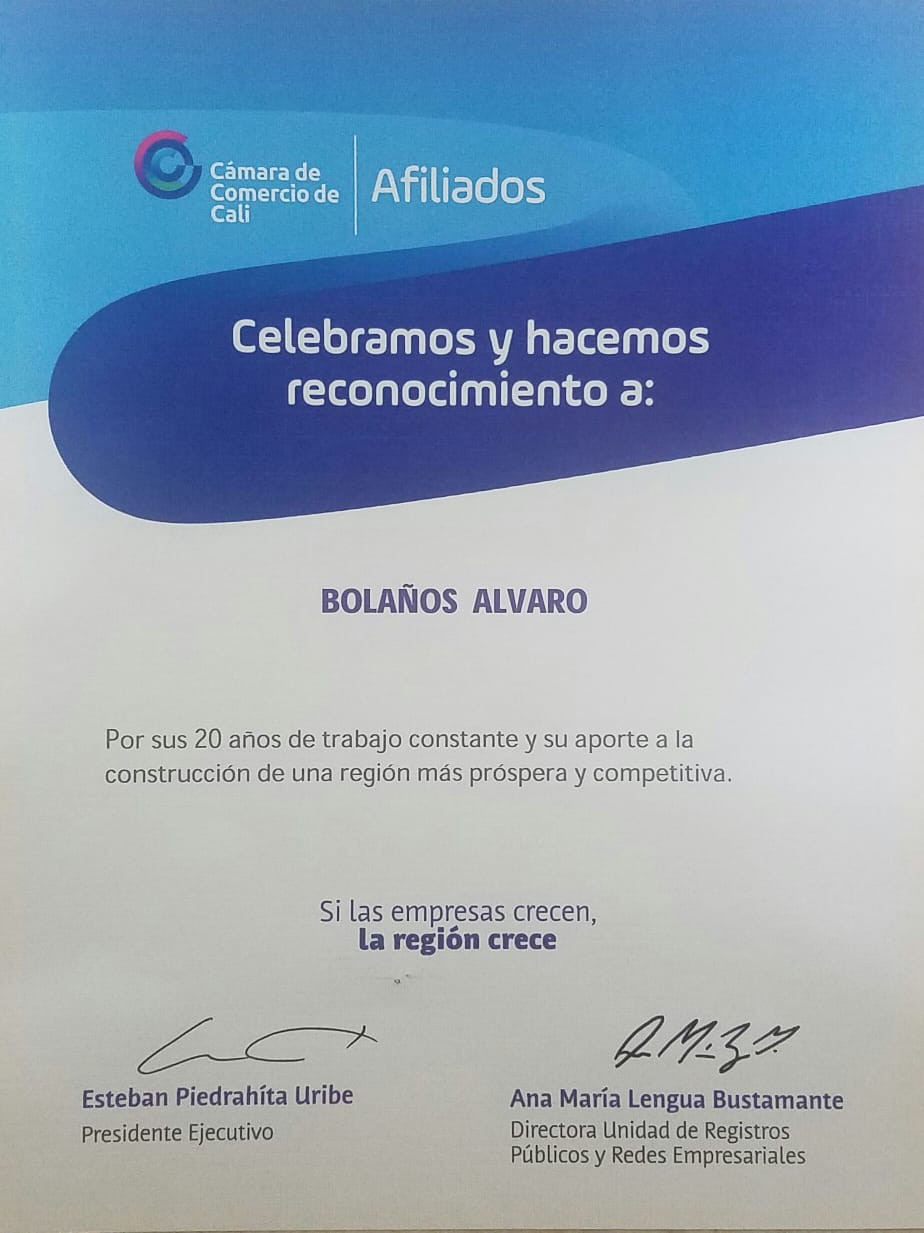 Cámara de
Comercio de
Cali
Afiliados
Celebramos y hacemos
reconocimiento a:
BOLAÑOS ALVARO
Por sus 20 años de trabajo constante y su aporte a la
construcción de una región más próspera y competitiva.
Si las empresas crecen,
la región crece
Esteban Piedrahíta Uribe
Presidente Ejecutivo
Ana María Lengua Bustamante
Directora Unidad de Registros
Públicos y Redes Empresariales